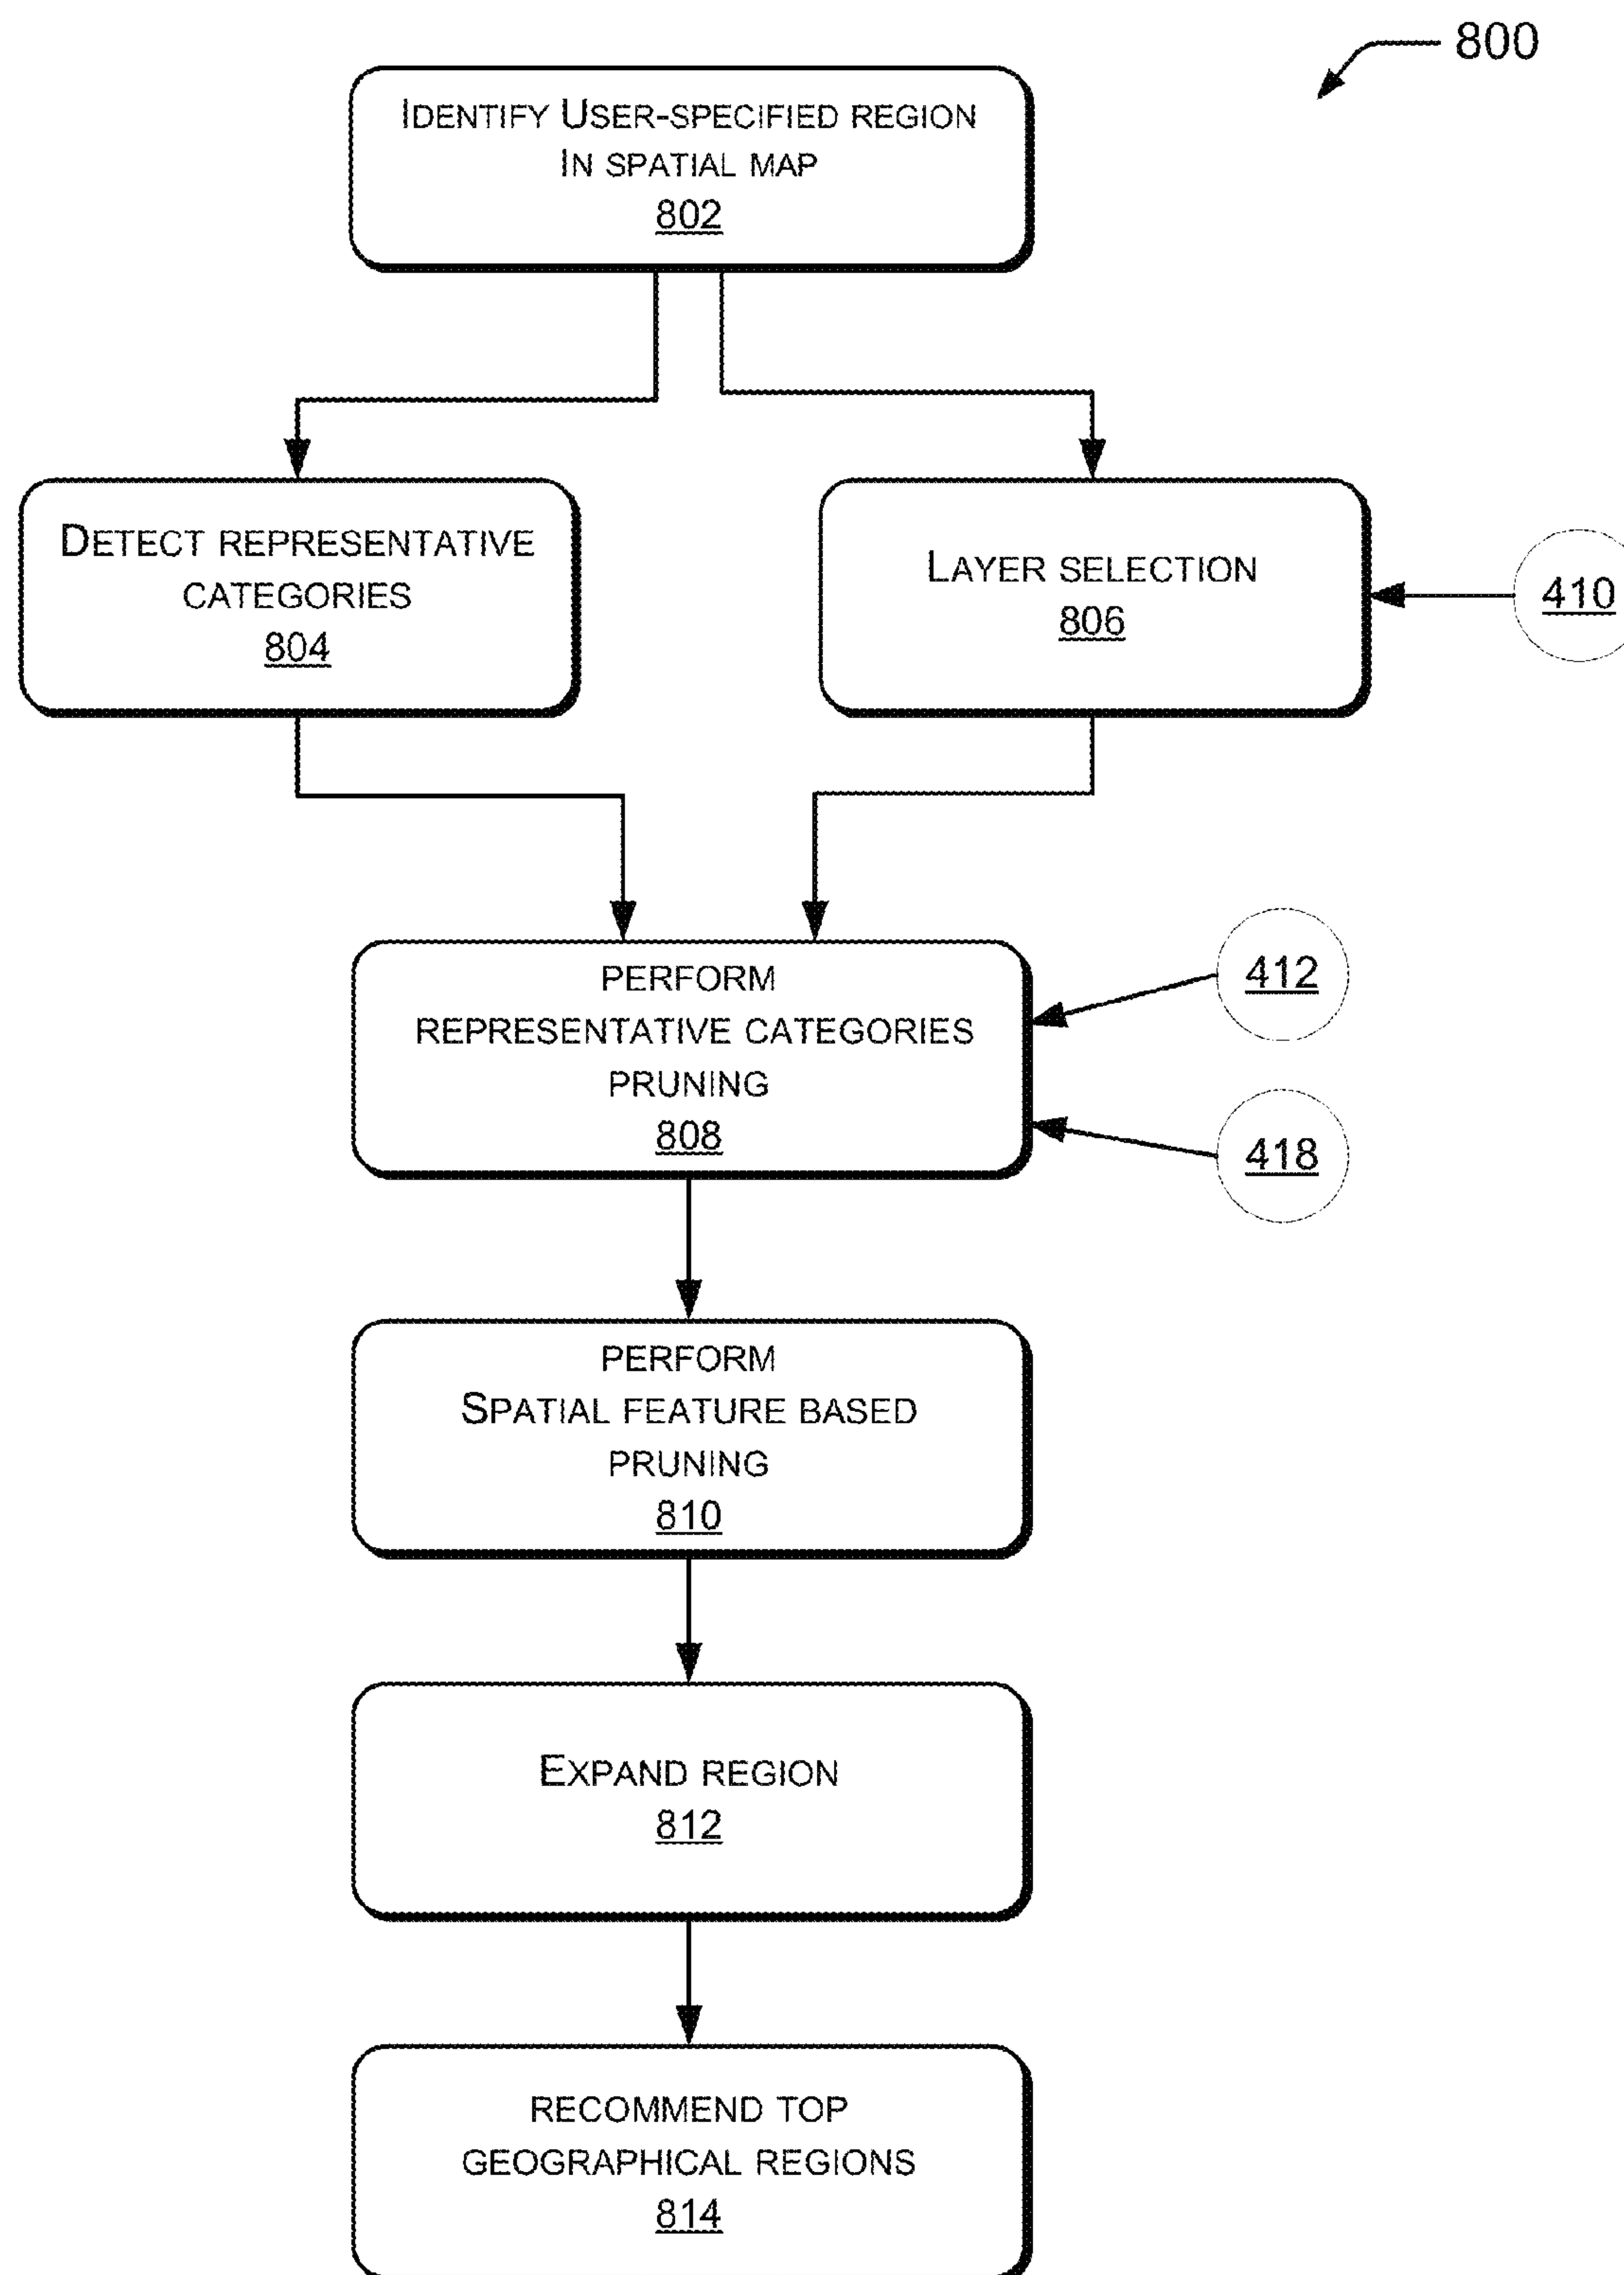 800
IDENTIFY USER-SPECIFIED REGION
IN SPATIAL MAP
802
DETECT REPRESENTATIVE
CATEGORIES
804
LAYER SELECTION
806
410
PERFORM
REPRESENTATIVE CATEGORIES
PRUNING
808
412
418
PERFORM
SPATIAL FEATURE BASED
PRUNING
810
EXPAND REGION
812
RECOMMEND TOP
GEOGRAPHICAL REGIONS
814